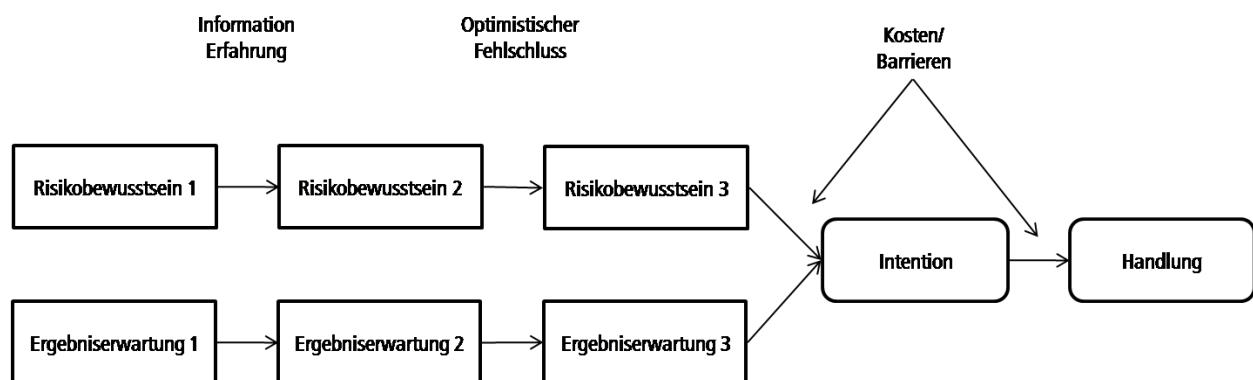 Information
Erfahrung
Optimistischer
Fehlschluss
Kosten/
Barrieren
Risikobewusstsein 1
Risikobewusstsein 2
Risikobewusstsein 3
Intention
Handlung
Ergebniserwartung 1
Ergebniserwartung 2
Ergebniserwartung 3